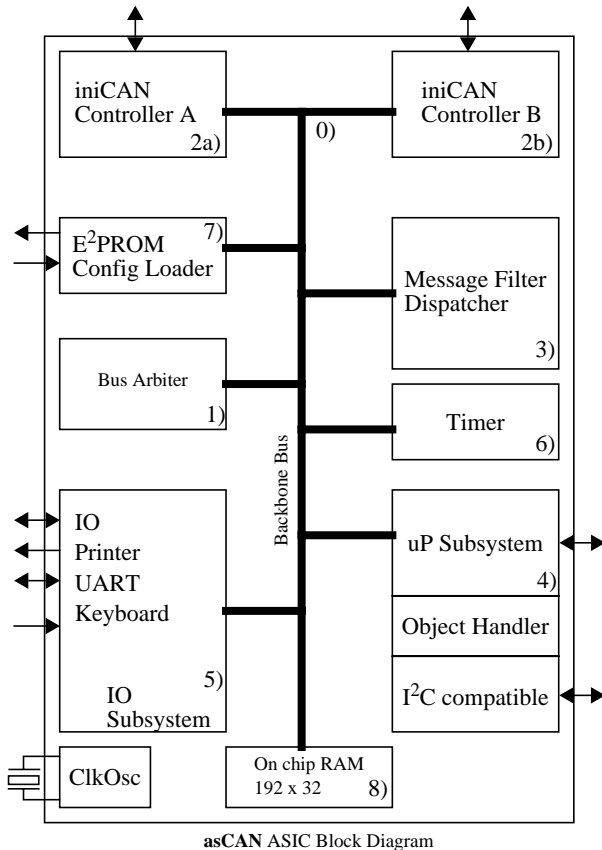 iniCAN
Controller A
2a)
0)
iniCAN
Controller B
2b)
7)
E²PROM
Config Loader
Message Filter
Dispatcher
3)
Bus Arbiter
1)
Timer
6)
Backbone Bus
IO
Printer
UART
Keyboard
5)
IO
Subsystem
uP Subsystem
4)
Object Handler
I²C compatible
ClkOsc
On chip RAM
192 x 32
8)
asCAN ASIC Block Diagram